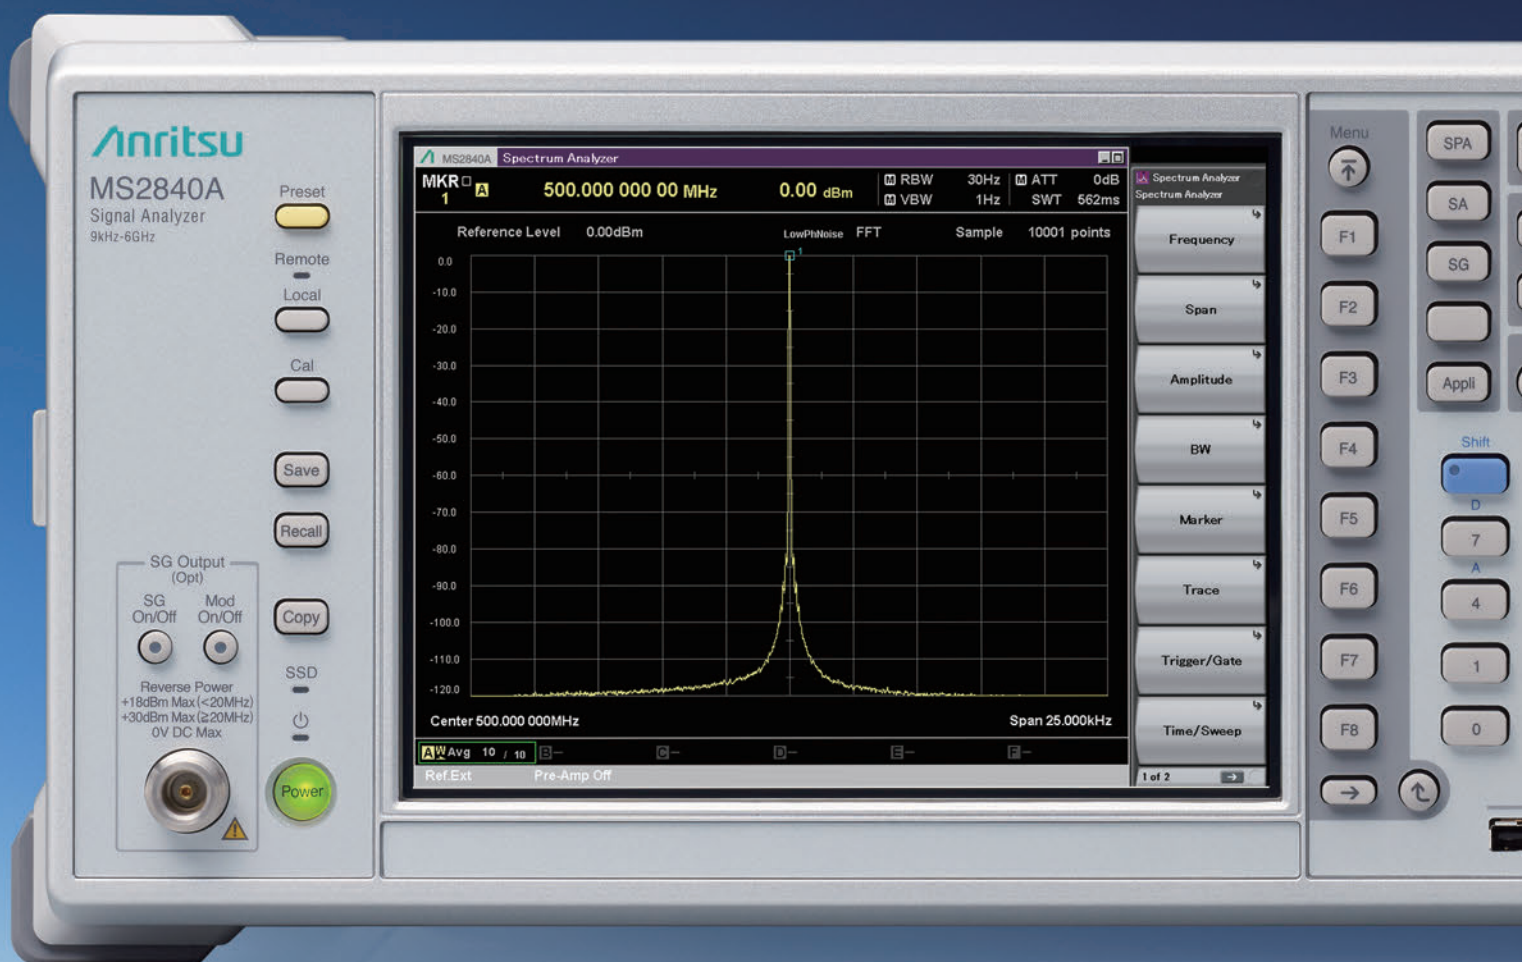 Anritsu
MS2840A
Signal Analyzer
9kHz-6GHz
Preset
Remote
Local
Cal
Save
Recall
SG Output
(Opt)
SG
On/Off
Mod
On/Off
Copy
SSD
Reverse Power
+18dBm Max(<20MHz)
+30dBm Max(≧20MHz)
0V DC Max
Power
MS2840A Spectrum Analyzer
MKR A 500.000 000 00 MHz 0.00 dBm M RBW 30Hz M ATT 0dB
1 M VBW 1Hz SWT 562ms
Reference Level 0.00dBm LowPhNoise FFT Sample 10001 points
1
0.0
-10.0
-20.0
-30.0
-40.0
-50.0
-60.0
-70.0
-80.0
-90.0
-100.0
-110.0
-120.0
Center 500.000 000MHz Span 25.000kHz
A W Avg 10 / 10 B- C- D- E- F-
Ref.Ext Pre-Amp Off
Spectrum Analyzer
Spectrum Analyzer
Frequency
Span
Amplitude
BW
Marker
Trace
Trigger/Gate
Time/Sweep
1 of 2
Menu
F1
F2
F3
F4
F5
F6
F7
F8
SPA
SA
SG
Appli
Shift
D
7
A
4
1
0